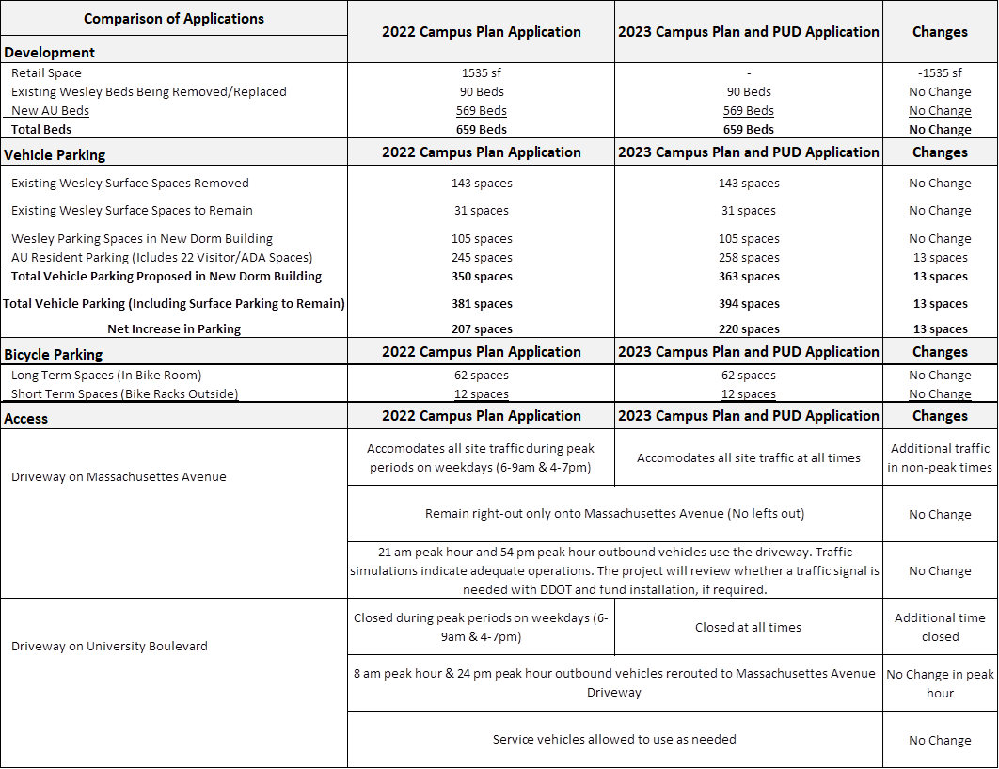 Comparison of Applications
2022 Campus Plan Application 2023 Campus Plan and PUD Application Changes
Development
Retail Space 1535 sf - -1535 sf
Existing Wesley Beds Being Removed/Replaced 90 Beds 90 Beds No Change
New AU Beds 569 Beds 569 Beds No Change
Total Beds 659 Beds 659 Beds No Change
Vehicle Parking 2022 Campus Plan Application 2023 Campus Plan and PUD Application Changes
Existing Wesley Surface Spaces Removed 143 spaces 143 spaces No Change
Existing Wesley Surface Spaces to Remain 31 spaces 31 spaces No Change
Wesley Parking Spaces in New Dorm Building 105 spaces 105 spaces No Change
AU Resident Parking (Icludes 22 Visitor/ADA Spaces) 245 spaces 258 spaces 13 spaces
Total Vehicle Parking Proposed in New Dorm Building 350 spaces 363 spaces 13 spaces
Total Vehicle Parking (Including Surface Parking to Remain) 381 spaces 394 spaces 13 spaces
Net Increase in Parking 207 spaces 220 spaces 13 spaces
Bicycle Parking 2022 Campus Plan Application 2023 Campus Plan and PUD Application Changes
Long Term Spaces (In Bike Room) 62 spaces 62 spaces No Change
Short Term Spaces (Bike Racks Outside) 12 spaces 12 spaces No Change
Access 2022 Campus Plan Application 2023 Campus Plan and PUD Application Changes
Driveway on Massachusettes Avenue
Accomodates all site traffic during peak
periods on weekdays (6-9am & 4-7pm)
Accomodates all site traffic at all times
Additional traffic
in non-peak times
Remain right-out only onto Massachusettes Avenue (No lefts out) No Change
21 am peak hour and 54 pm peak hour outbound vehicles use the driveway. Traffic
simulations indicate adequate operations. The project will review whether a traffic signal is
needed with DDOT and fund installation, if required.
No Change
Driveway on University Boulevard
Closed during peak periods on weekdays (6-
9am & 4-7pm)
Closed at all times
Additional time
closed
8 am peak hour & 24 pm peak hour outbound vehicles rerouted to Massachusettes Avenue
Driveway
No Change in peak
hour
Service vehicles allowed to use as needed No Change